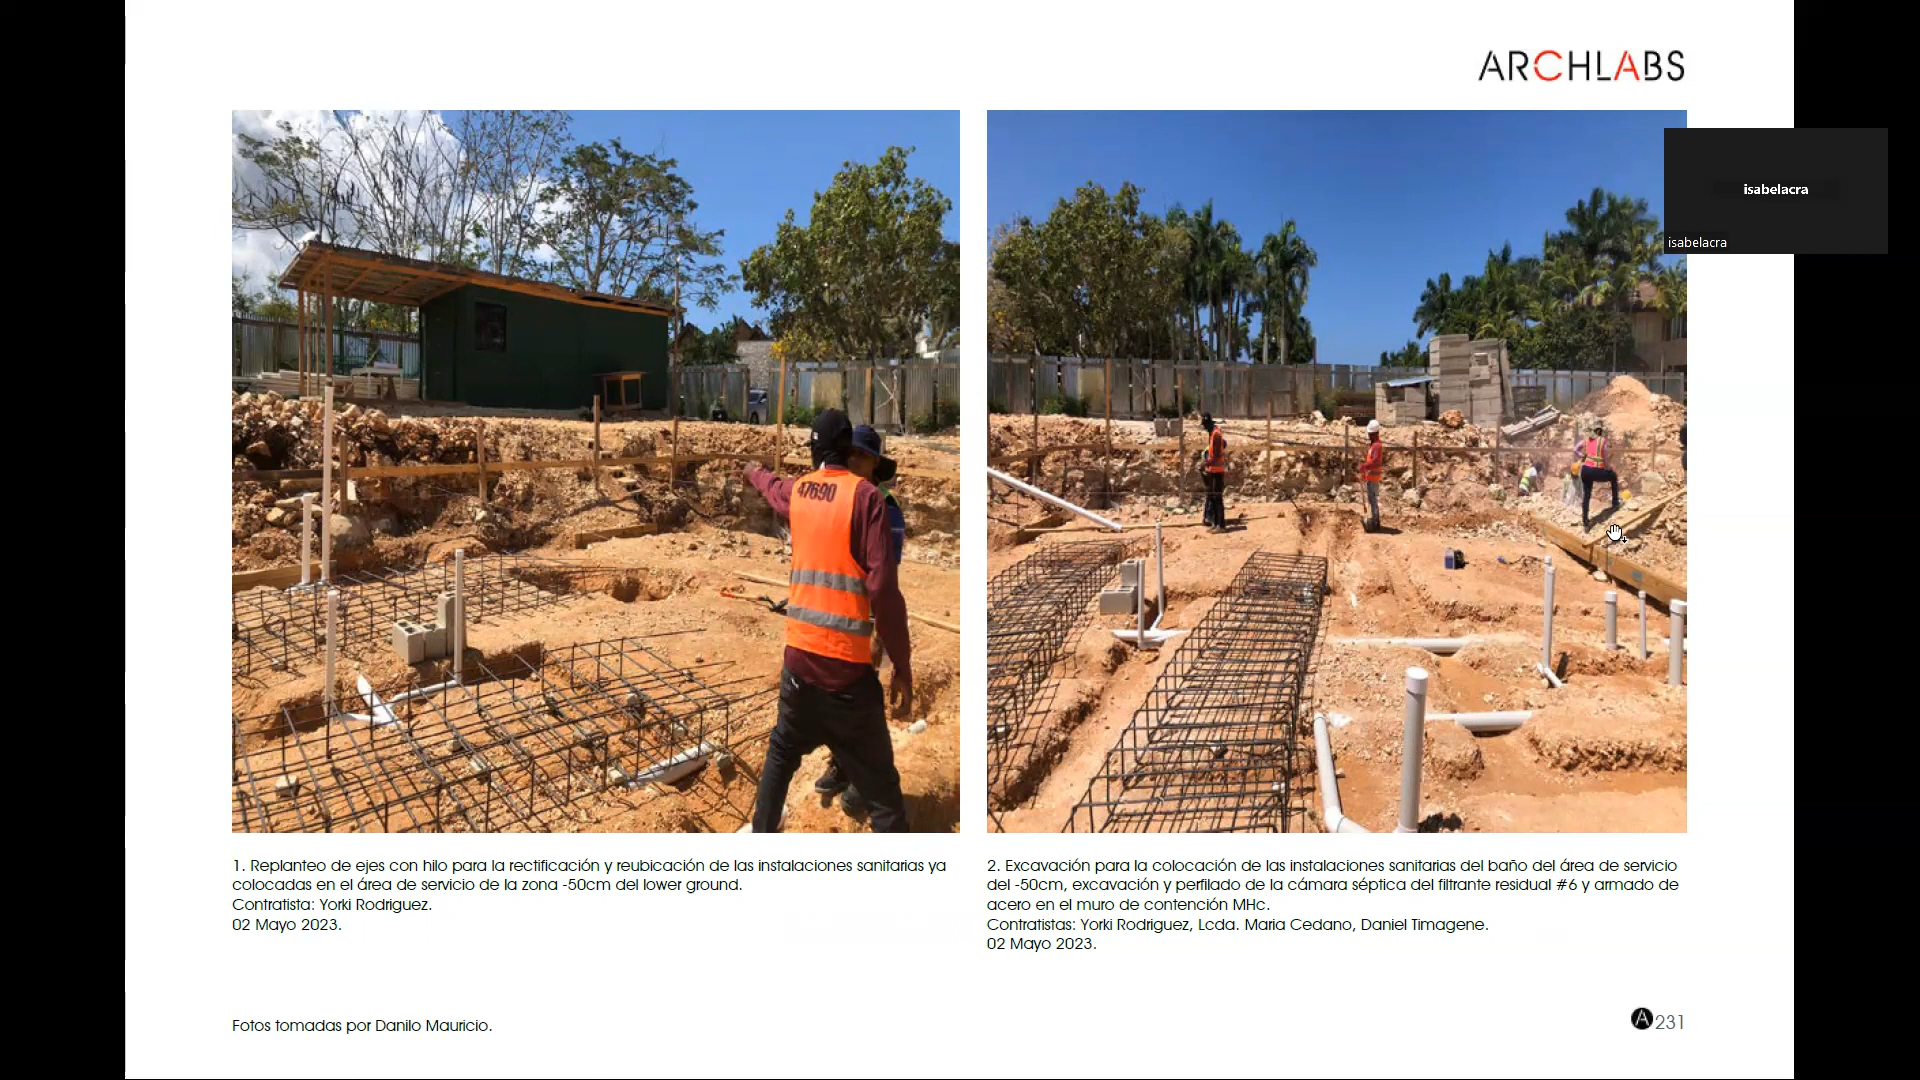 ARCHLABS
isabelacra
isabelacra
47690
1. Replanteo de ejes con hilo para la rectificación y reubicación de las instalaciones sanitarias ya
colocadas en el área de servicio de la zona -50cm del lower ground.
Contratista: Yorki Rodriguez.
02 Mayo 2023.
2. Excavación para la colocación de las instalaciones sanitarias del baño del área de servicio
del -50cm, excavación y perfilado de la cámara séptica del filtrante residual #6 y armado de
acero en el muro de contención MHc.
Contratistas: Yorki Rodriguez, Lcda. Maria Cedano, Daniel Timagene.
02 Mayo 2023.
Fotos tomadas por Danilo Mauricio.
A 231